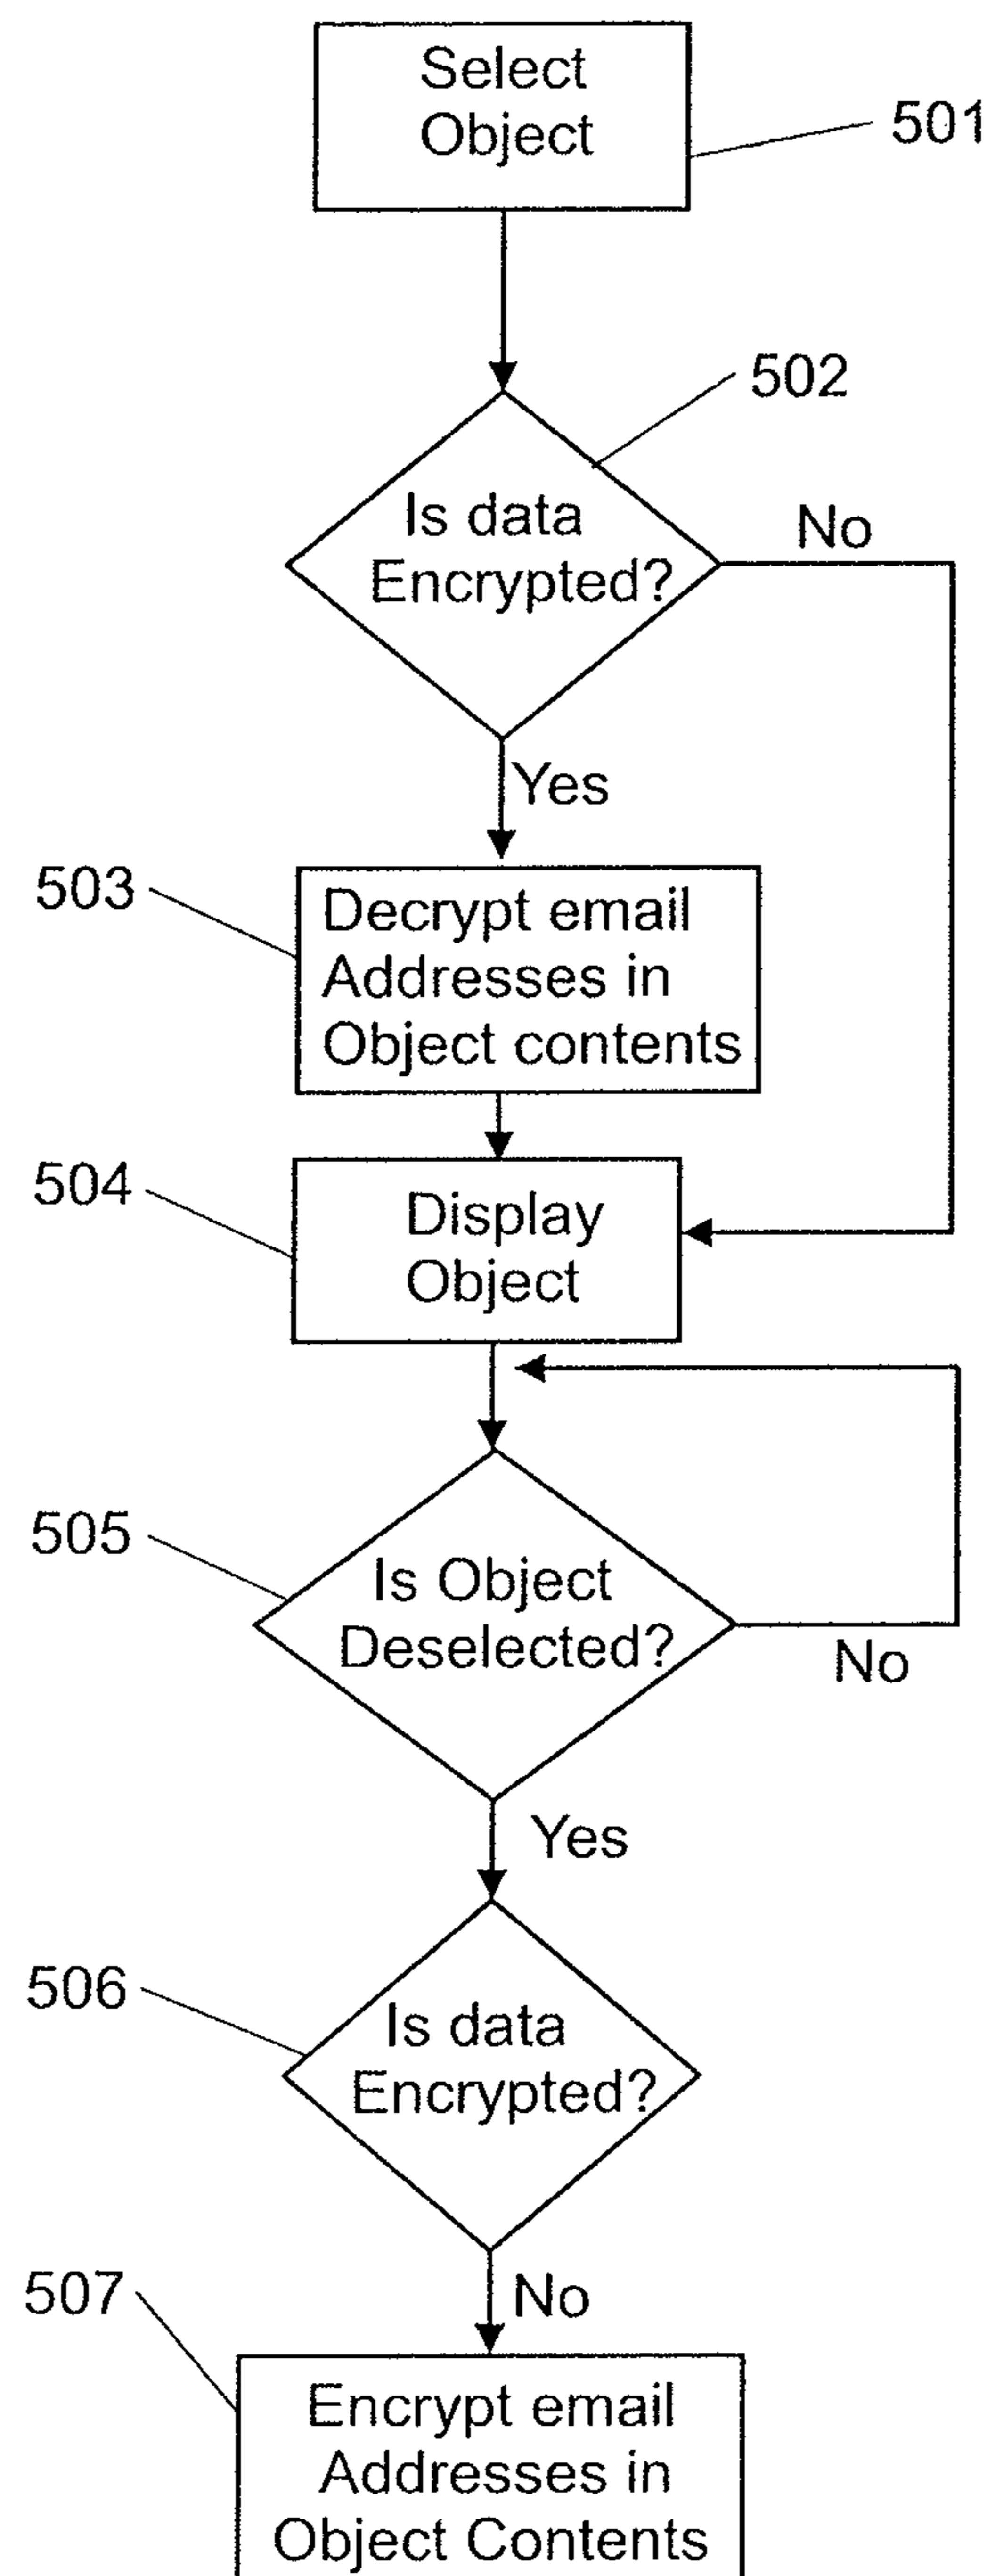 Select
Object
501
502
Is data
Encrypted?
No
Yes
503
Decrypt email
Addresses in
Object contents
504
Display
Object
505
Is Object
Deselected?
No
Yes
506
Is data
Encrypted?
No
507
Encrypt email
Addresses in
Object Contents